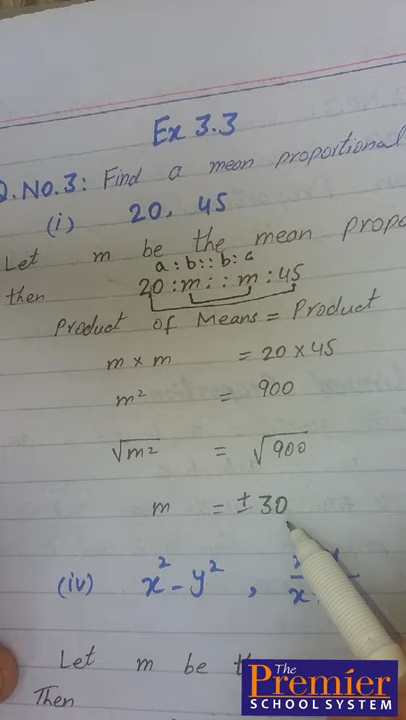 Ex 3.3
Q.No.3: Find a mean proportional
(i) 20, 45
Let m be the mean propo
a : b :: b : c
then 20 : m : : m : 45
Product of Means = Product
m × m = 20 × 45
m² = 900
√m² = √900
m = ± 30
(iv) x² - y² ,
Let m be
Then
The
Premier
SCHOOL SYSTEM